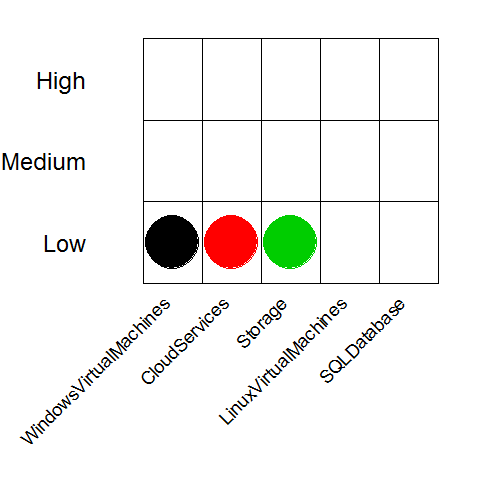 High
Medium
Low
WindowsVirtualMachines
CloudServices
Storage
LinuxVirtualMachines
SQLDatabase